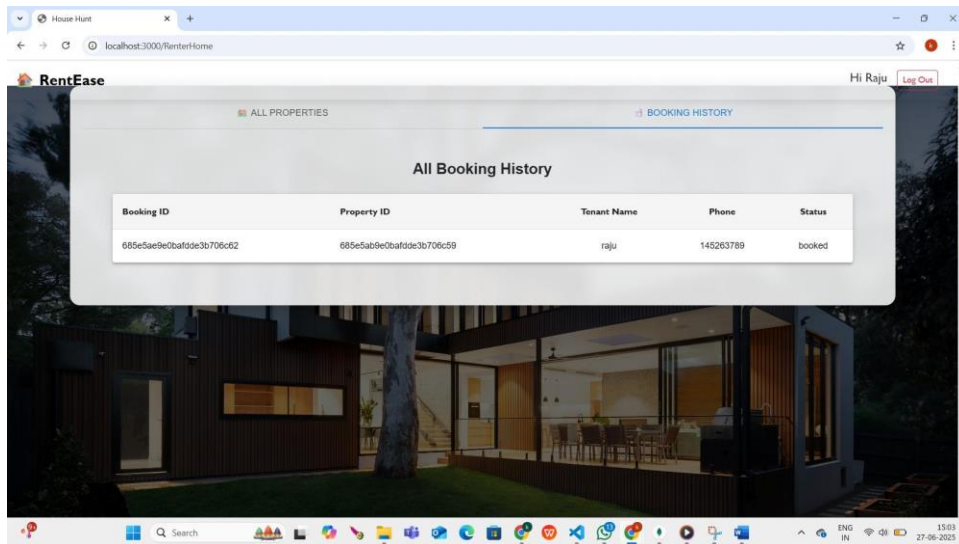 House Hunt
localhost:3000/RenterHome
RentEase
Hi Raju
Log Out
ALL PROPERTIES
BOOKING HISTORY
All Booking History
Booking ID Property ID Tenant Name Phone Status
685e5ae9e0bafdde3b706c62 685e5ab9e0bafdde3b706c59 raju 145263789 booked
Search
ENG
IN
15:03
27-06-2025